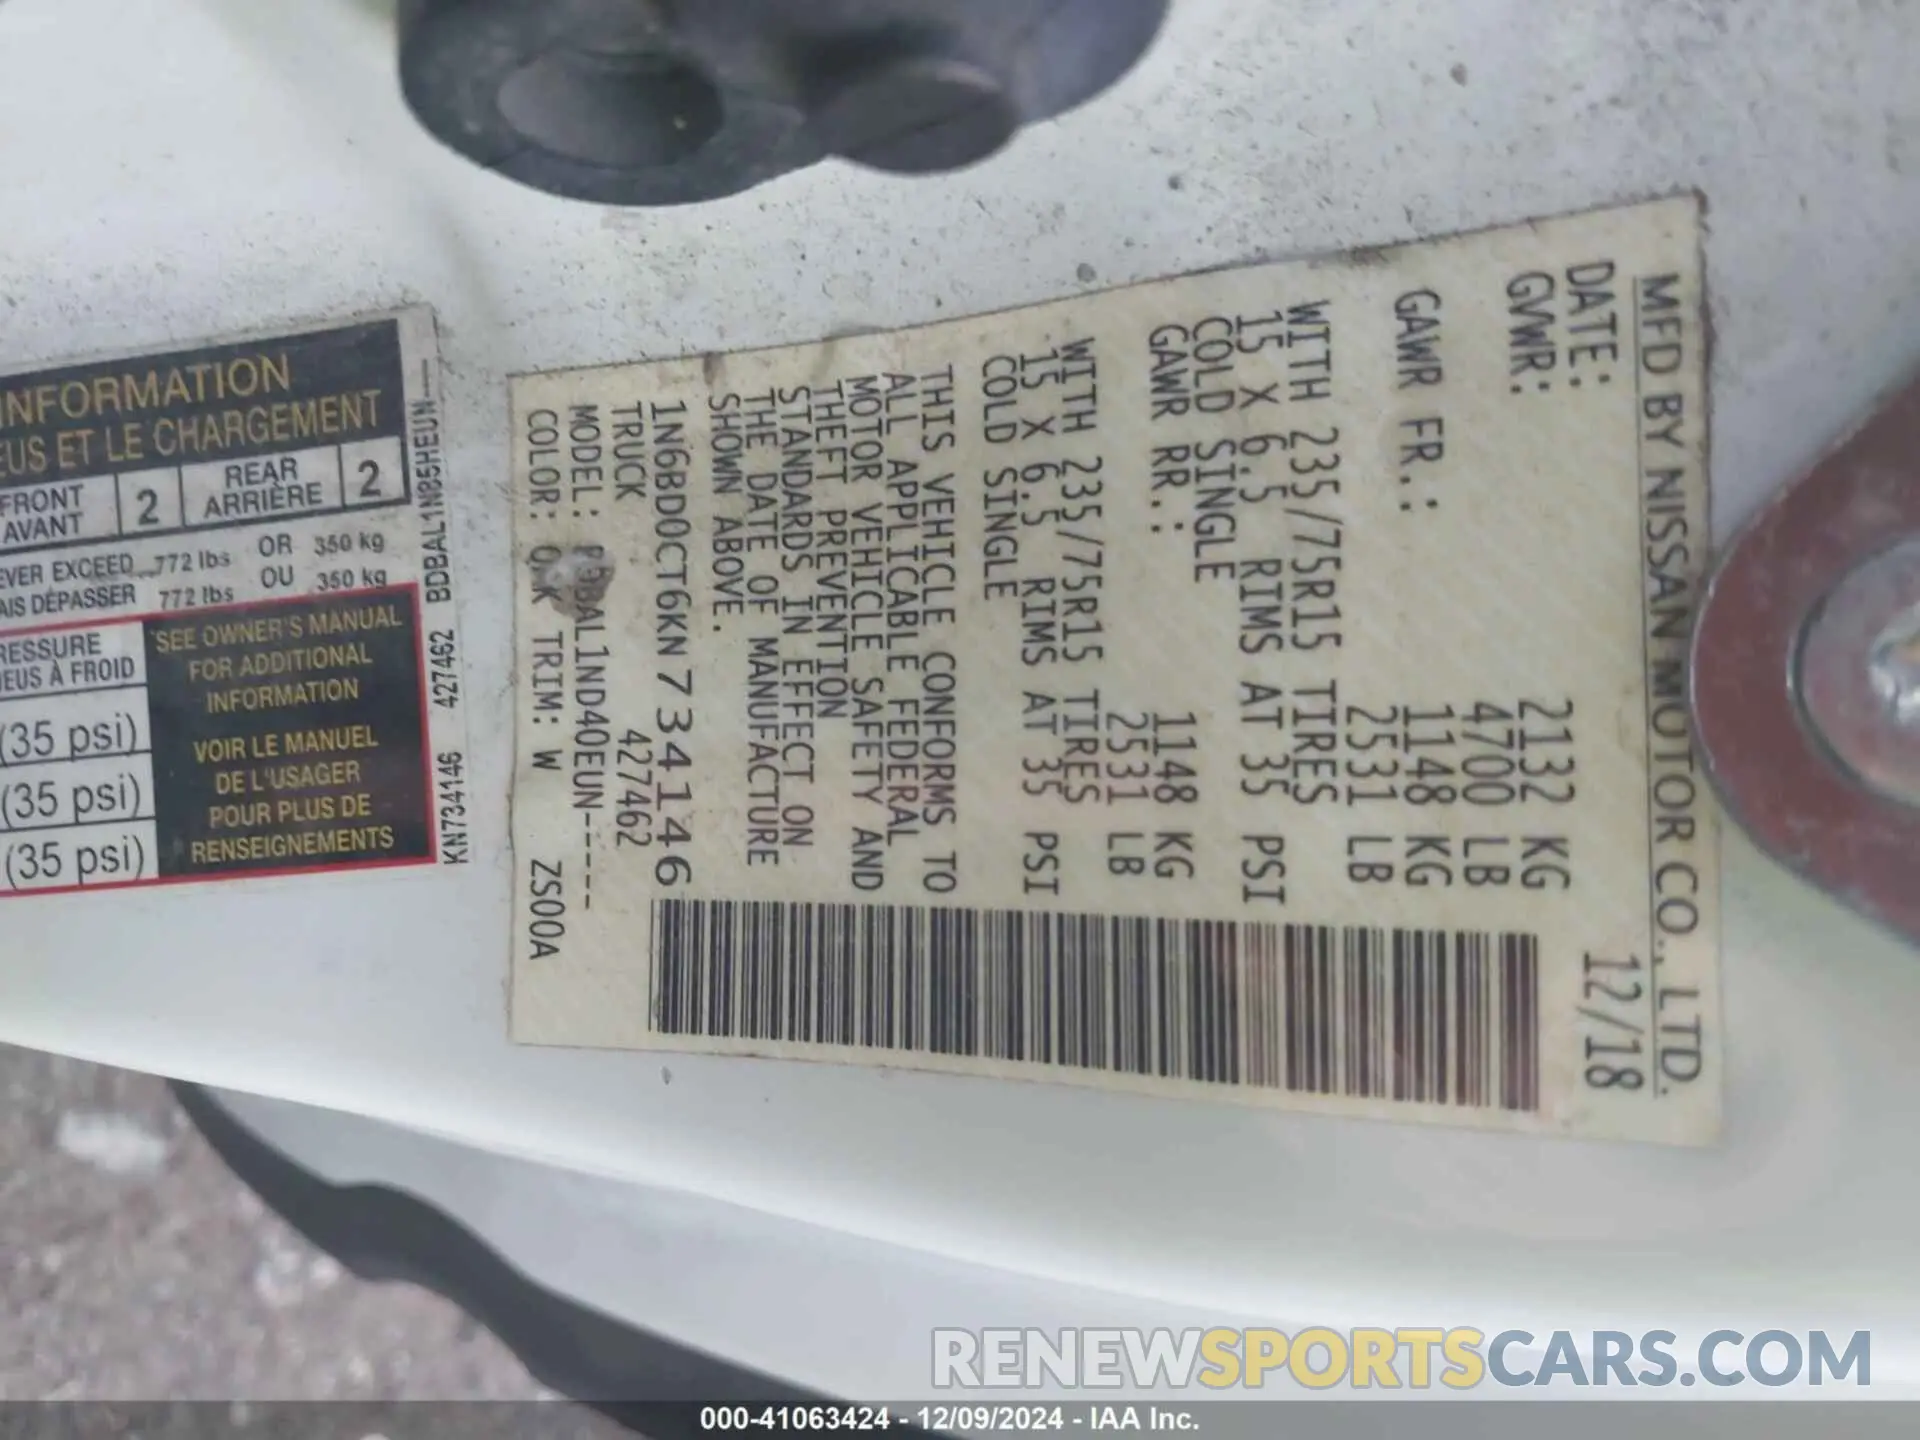 INFORMATION
EUS ET LE CHARGEMENT
FRONT
AVANT
2
REAR
ARRIÈRE
2
EVER EXCEED 772 lbs OR 350 kg
AIS DÉPASSER 772 lbs OU 350 kg
RESSURE
EUS À FROID
(35 psi)
(35 psi)
(35 psi)
SEE OWNER'S MANUAL
FOR ADDITIONAL
INFORMATION
VOIR LE MANUEL
DE L'USAGER
POUR PLUS DE
RENSEIGNEMENTS
KN734146 427462 BDBAL1N85HEUN----
MFD BY NISSAN MOTOR CO., LTD.
DATE: 12/18
GVWR: 2132 KG
4700 LB
GAWR FR.: 1148 KG
2531 LB
WITH 235/75R15 TIRES
15 X 6.5 RIMS AT 35 PSI
COLD SINGLE
GAWR RR.: 1148 KG
2531 LB
WITH 235/75R15 TIRES
15 X 6.5 RIMS AT 35 PSI
COLD SINGLE
THIS VEHICLE CONFORMS TO
ALL APPLICABLE FEDERAL
MOTOR VEHICLE SAFETY AND
THEFT PREVENTION
STANDARDS IN EFFECT ON
THE DATE OF MANUFACTURE
SHOWN ABOVE.
1N6BD0CT6KN734146
TRUCK 427462
MODEL:
COLOR: TRIM: W ZS00A
RENEWSPORTSCARS.COM
000-41063424 - 12/09/2024 - IAA Inc.